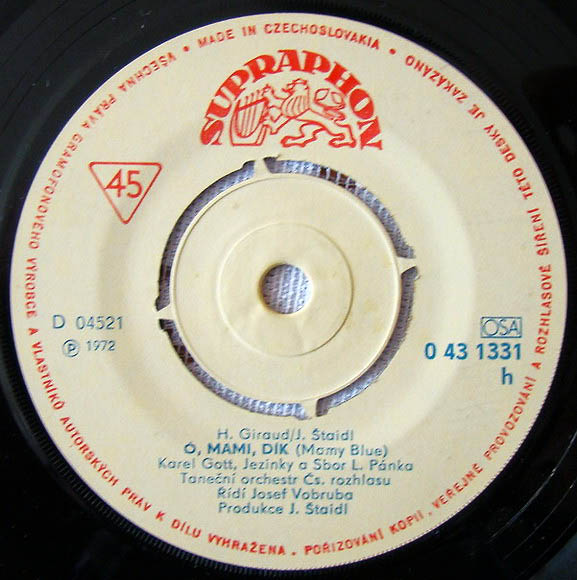 VŠECHNA PRÁVA GRAMOFONOVÉHO VÝROBCE A VLASTNÍKŮ AUTORSKÝCH PRÁV K DÍLU VYHRAŽENA. POŘIZOVÁNÍ KOPIÍ, VEŘEJNÉ PROVOZOVÁNÍ A ROZHLASOVÉ ŠÍŘENÍ TÉTO DESKY JE ZAKÁZÁNO • MADE IN CZECHOSLOVAKIA •
SUPRAPHON
45
D 04521
Ⓟ 1972
OSA
0 43 1331
h
H. Giraud/J. Štaidl
Ó, MAMI, DÍK (Mamy Blue)
Karel Gott, Jezinky a Sbor L. Pánka
Taneční orchestr Čs. rozhlasu
Řídí Josef Vobruba
Produkce J. Štaidl